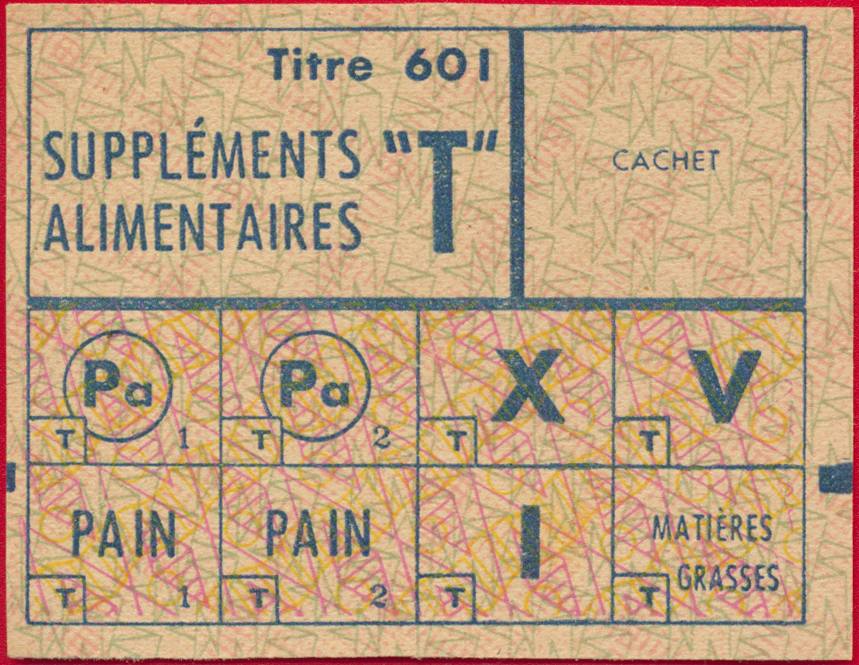 Titre 601
SUPPLÉMENTS "T"
ALIMENTAIRES
CACHET
Pa
T 1
Pa
T 2
X
T
V
T
PAIN
T 1
PAIN
T 2
I
T
MATIÈRES
GRASSES
T